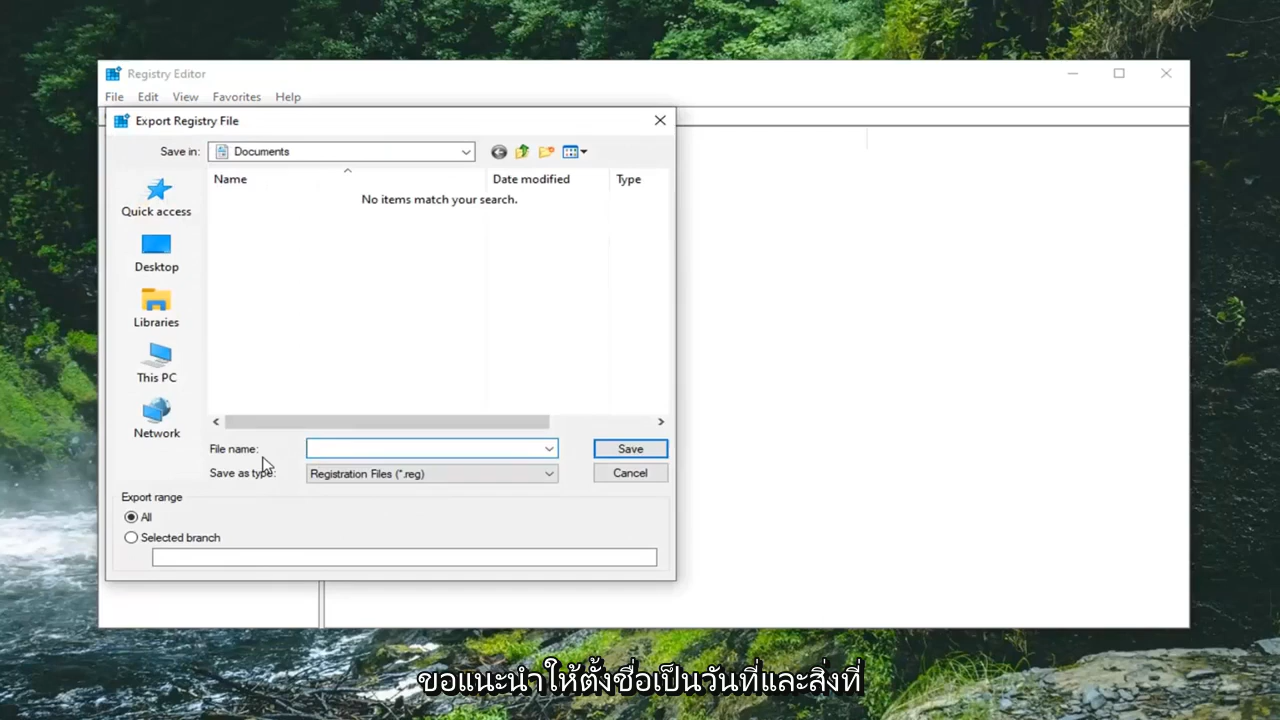 Registry Editor
File Edit View Favorites Help
Export Registry File
Save in: Documents
Name Date modified Type
No items match your search.
Quick access
Desktop
Libraries
This PC
Network
File name: Save
Save as type: Registration Files (*.reg) Cancel
Export range
All
Selected branch
ขอแนะนำให้ตั้งชื่อเป็นวันที่และสิ่งที่